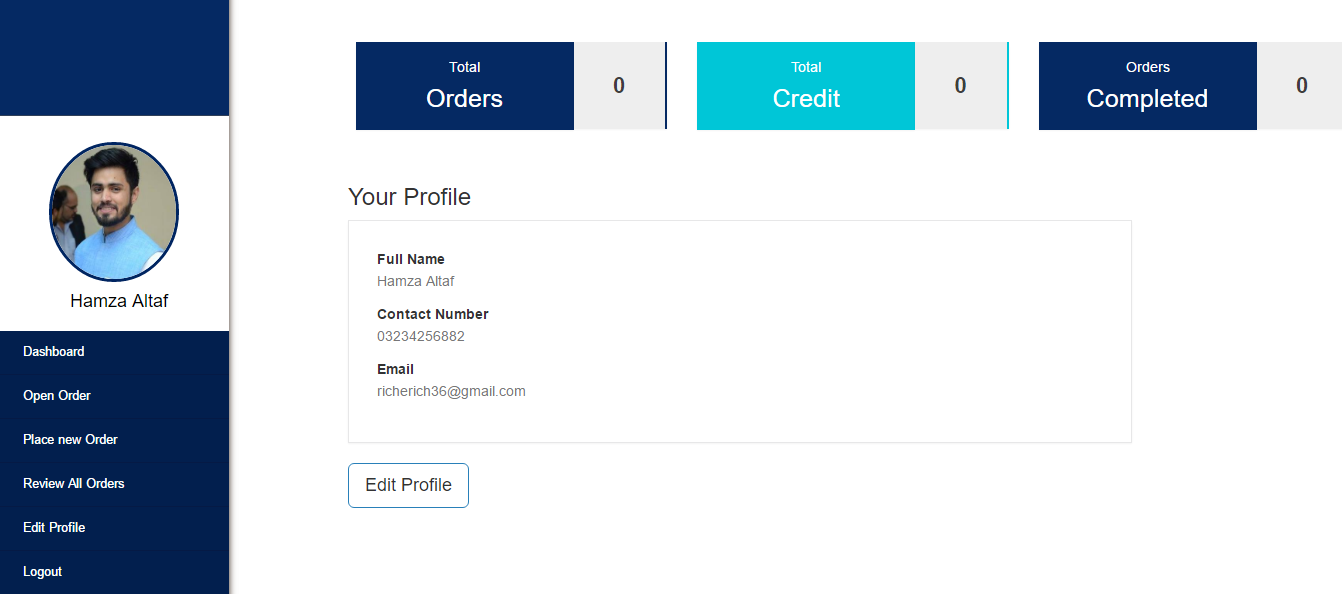 Total
Orders
0
Total
Credit
0
Orders
Completed
0
Hamza Altaf
Dashboard
Open Order
Place new Order
Review All Orders
Edit Profile
Logout
Your Profile
Full Name
Hamza Altaf
Contact Number
03234256882
Email
richerich36@gmail.com
Edit Profile